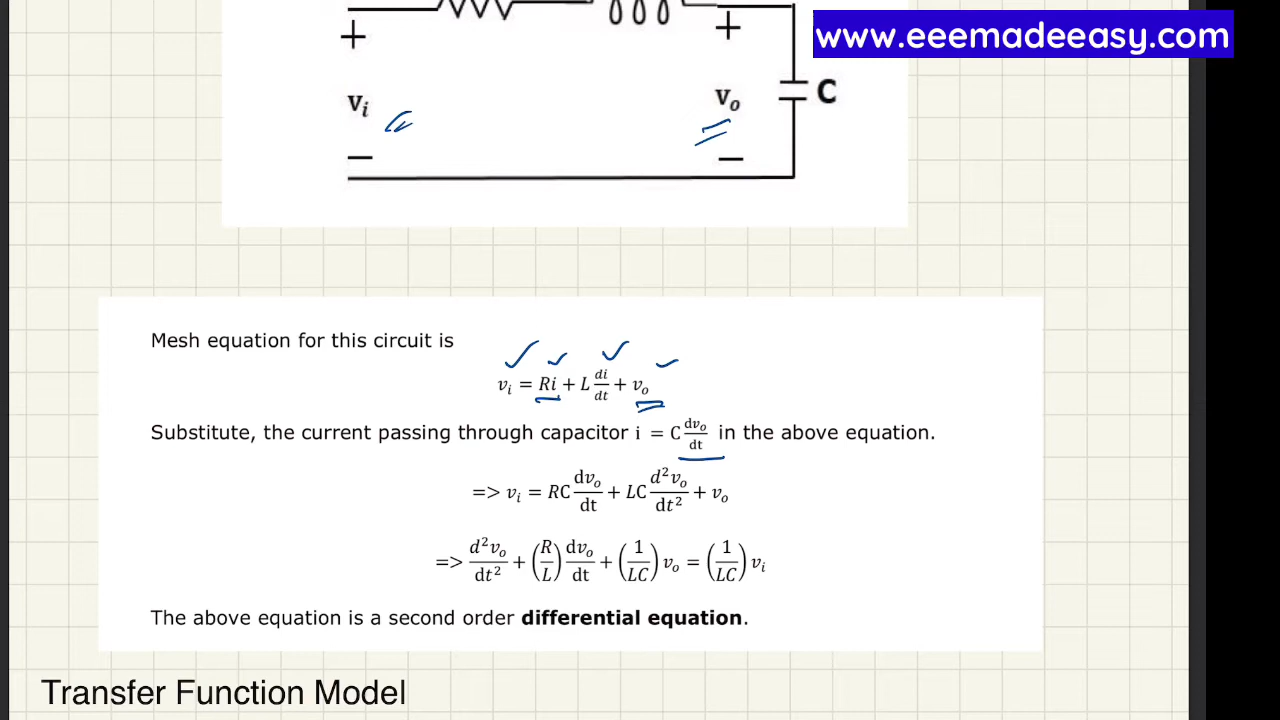 www.eeemadeeasy.com
+ +
vᵢ vₒ C
− −
Mesh equation for this circuit is
vᵢ = Ri + L di/dt + vₒ
Substitute, the current passing through capacitor i = C dvₒ/dt in the above equation.
=> vᵢ = RC dvₒ/dt + LC d²vₒ/dt² + vₒ
=> d²vₒ/dt² + (R/L) dvₒ/dt + (1/LC) vₒ = (1/LC) vᵢ
The above equation is a second order differential equation.
Transfer Function Model